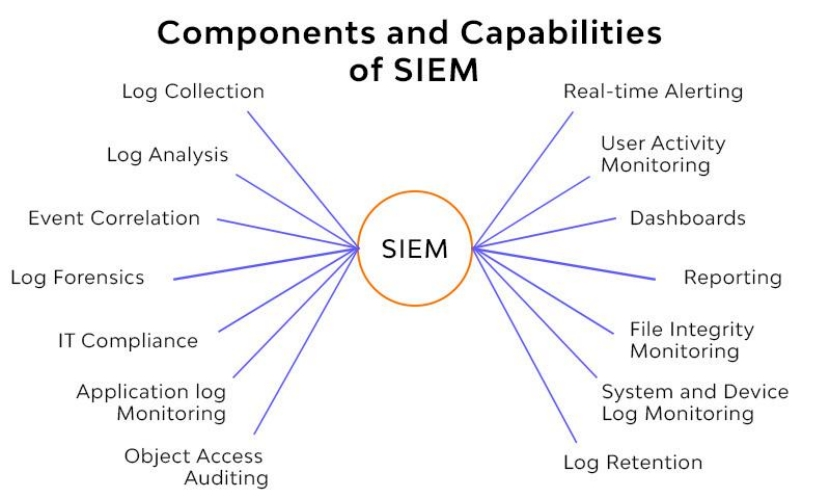 Components and Capabilities
of SIEM
Log Collection
Log Analysis
Event Correlation
Log Forensics
IT Compliance
Application log
Monitoring
Object Access
Auditing
SIEM
Real-time Alerting
User Activity
Monitoring
Dashboards
Reporting
File Integrity
Monitoring
System and Device
Log Monitoring
Log Retention